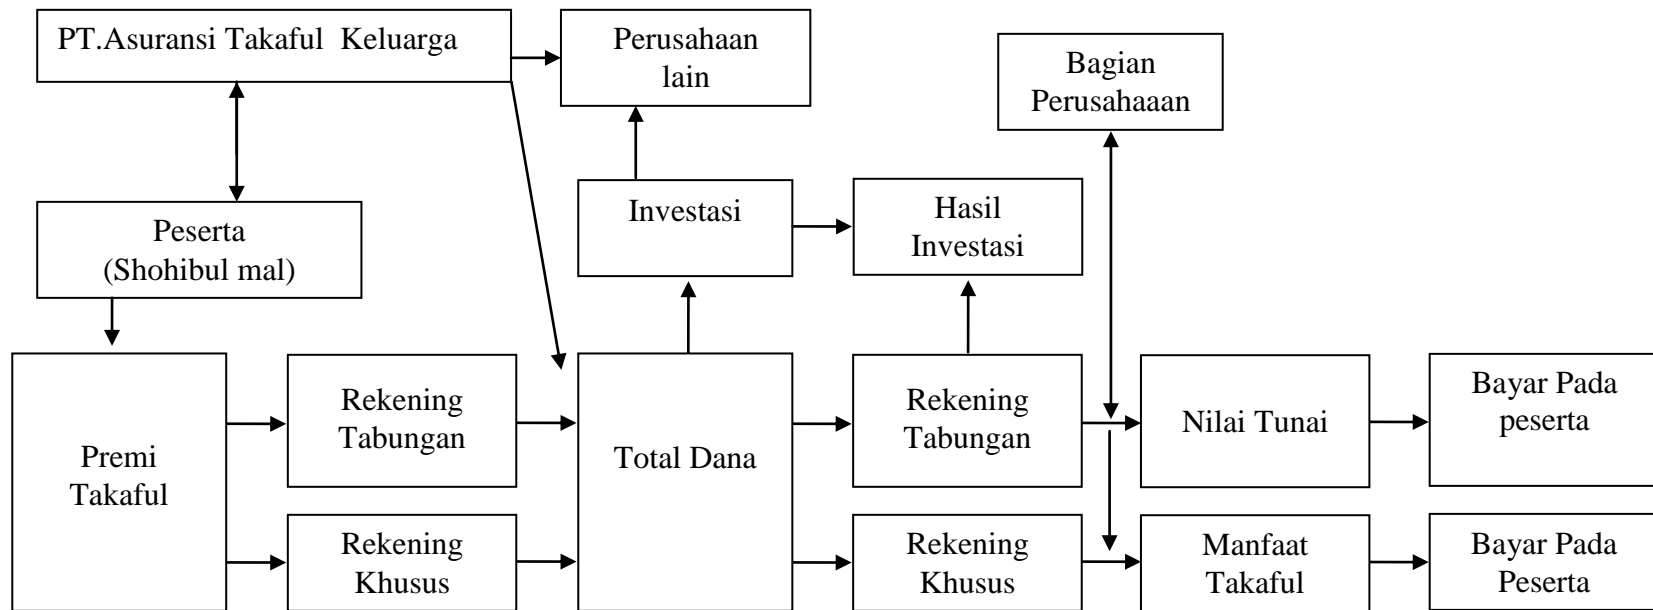 PT.Asuransi Takaful Keluarga
Perusahaan
lain
Bagian
Perusahaaan
Peserta
(Shohibul mal)
Investasi
Hasil
Investasi
Premi
Takaful
Rekening
Tabungan
Total Dana
Rekening
Tabungan
Nilai Tunai
Bayar Pada
peserta
Rekening
Khusus
Rekening
Khusus
Manfaat
Takaful
Bayar Pada
Peserta